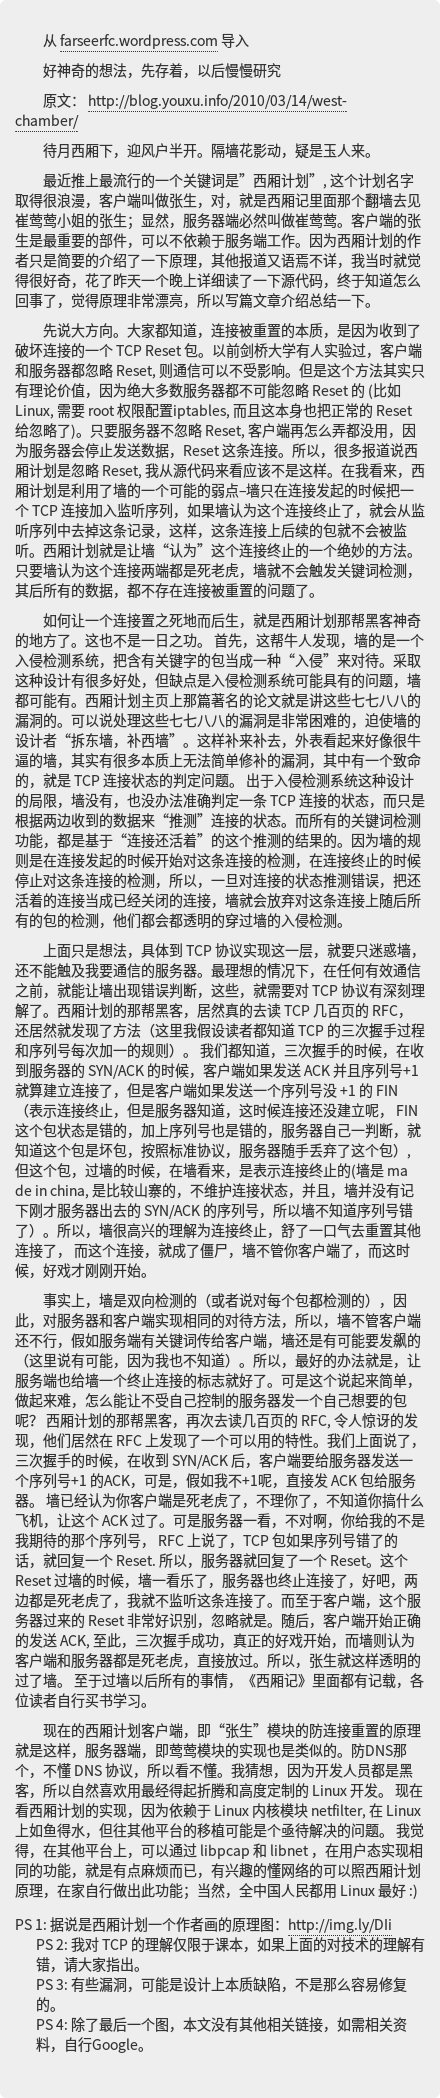 从 farseerfc.wordpress.com 导入
好神奇的想法，先存着，以后慢慢研究
原文： http://blog.youxu.info/2010/03/14/west-
chamber/
待月西厢下，迎风户半开。隔墙花影动，疑是玉人来。
最近推上最流行的一个关键词是”西厢计划”, 这个计划名字
取得很浪漫，客户端叫做张生，对，就是西厢记里面那个翻墙去见
崔莺莺小姐的张生；显然，服务器端必然叫做崔莺莺。客户端的张
生是最重要的部件，可以不依赖于服务端工作。因为西厢计划的作
者只是简要的介绍了一下原理，其他报道又语焉不详，我当时就觉
得很好奇，花了昨天一个晚上详细读了一下源代码，终于知道怎么
回事了，觉得原理非常漂亮，所以写篇文章介绍总结一下。
先说大方向。大家都知道，连接被重置的本质，是因为收到了
破坏连接的一个 TCP Reset 包。以前剑桥大学有人实验过，客户端
和服务器都忽略 Reset, 则通信可以不受影响。但是这个方法其实只
有理论价值，因为绝大多数服务器都不可能忽略 Reset 的 (比如
Linux, 需要 root 权限配置iptables, 而且这本身也把正常的 Reset
给忽略了)。只要服务器不忽略 Reset, 客户端再怎么弄都没用，因
为服务器会停止发送数据，Reset 这条连接。所以，很多报道说西
厢计划是忽略 Reset, 我从源代码来看应该不是这样。在我看来，西
厢计划是利用了墙的一个可能的弱点–墙只在连接发起的时候把一
个 TCP 连接加入监听序列，如果墙认为这个连接终止了，就会从监
听序列中去掉这条记录，这样，这条连接上后续的包就不会被监
听。西厢计划就是让墙“认为”这个连接终止的一个绝妙的方法。
只要墙认为这个连接两端都是死老虎，墙就不会触发关键词检测，
其后所有的数据，都不存在连接被重置的问题了。
如何让一个连接置之死地而后生，就是西厢计划那帮黑客神奇
的地方了。这也不是一日之功。 首先，这帮牛人发现，墙的是一个
入侵检测系统，把含有关键字的包当成一种“入侵”来对待。采取
这种设计有很多好处，但缺点是入侵检测系统可能具有的问题，墙
都可能有。西厢计划主页上那篇著名的论文就是讲这些七七八八的
漏洞的。可以说处理这些七七八八的漏洞是非常困难的，迫使墙的
设计者“拆东墙，补西墙”。这样补来补去，外表看起来好像很牛
逼的墙，其实有很多本质上无法简单修补的漏洞，其中有一个致命
的，就是 TCP 连接状态的判定问题。 出于入侵检测系统这种设计
的局限，墙没有，也没办法准确判定一条 TCP 连接的状态，而只是
根据两边收到的数据来“推测”连接的状态。而所有的关键词检测
功能，都是基于“连接还活着”的这个推测的结果的。因为墙的规
则是在连接发起的时候开始对这条连接的检测，在连接终止的时候
停止对这条连接的检测，所以，一旦对连接的状态推测错误，把还
活着的连接当成已经关闭的连接，墙就会放弃对这条连接上随后所
有的包的检测，他们都会都透明的穿过墙的入侵检测。
上面只是想法，具体到 TCP 协议实现这一层，就要只迷惑墙，
还不能触及我要通信的服务器。最理想的情况下，在任何有效通信
之前，就能让墙出现错误判断，这些，就需要对 TCP 协议有深刻理
解了。西厢计划的那帮黑客，居然真的去读 TCP 几百页的 RFC，
还居然就发现了方法（这里我假设读者都知道 TCP 的三次握手过程
和序列号每次加一的规则）。 我们都知道，三次握手的时候，在收
到服务器的 SYN/ACK 的时候，客户端如果发送 ACK 并且序列号+1
就算建立连接了，但是客户端如果发送一个序列号没 +1 的 FIN
（表示连接终止，但是服务器知道，这时候连接还没建立呢， FIN
这个包状态是错的，加上序列号也是错的，服务器自己一判断，就
知道这个包是坏包，按照标准协议，服务器随手丢弃了这个包）,
但这个包，过墙的时候，在墙看来，是表示连接终止的(墙是 ma
de in china, 是比较山寨的，不维护连接状态，并且，墙并没有记
下刚才服务器出去的 SYN/ACK 的序列号，所以墙不知道序列号错
了）。所以，墙很高兴的理解为连接终止，舒了一口气去重置其他
连接了， 而这个连接，就成了僵尸，墙不管你客户端了，而这时
候，好戏才刚刚开始。
事实上，墙是双向检测的（或者说对每个包都检测的）, 因
此，对服务器和客户端实现相同的对待方法，所以，墙不管客户端
还不行，假如服务端有关键词传给客户端，墙还是有可能要发飙的
（这里说有可能，因为我也不知道）。所以，最好的办法就是，让
服务端也给墙一个终止连接的标志就好了。可是这个说起来简单，
做起来难，怎么能让不受自己控制的服务器发一个自己想要的包
呢？ 西厢计划的那帮黑客，再次去读几百页的 RFC, 令人惊讶的发
现，他们居然在 RFC 上发现了一个可以用的特性。我们上面说了，
三次握手的时候，在收到 SYN/ACK 后，客户端要给服务器发送一
个序列号+1 的ACK，可是，假如我不+1呢，直接发 ACK 包给服务
器。 墙已经认为你客户端是死老虎了，不理你了，不知道你搞什么
飞机，让这个 ACK 过了。可是服务器一看，不对啊，你给我的不是
我期待的那个序列号， RFC 上说了，TCP 包如果序列号错了的
话，就回复一个 Reset. 所以，服务器就回复了一个 Reset。这个
Reset 过墙的时候，墙一看乐了，服务器也终止连接了，好吧，两
边都是死老虎了，我就不监听这条连接了。而至于客户端，这个服
务器过来的 Reset 非常好识别，忽略就是。随后，客户端开始正确
的发送 ACK, 至此，三次握手成功，真正的好戏开始，而墙则认为
客户端和服务器都是死老虎，直接放过。所以，张生就这样透明的
过了墙。 至于过墙以后所有的事情，《西厢记》里面都有记载，各
位读者自行买书学习。
现在的西厢计划客户端，即“张生”模块的防连接重置的原理
就是这样，服务器端，即莺莺模块的实现也是类似的。防DNS那
个，不懂 DNS 协议，所以看不懂。我猜想，因为开发人员都是黑
客，所以自然喜欢用最经得起折腾和高度定制的 Linux 开发。 现在
看西厢计划的实现，因为依赖于 Linux 内核模块 netfilter, 在 Linux
上如鱼得水，但往其他平台的移植可能是个亟待解决的问题。 我觉
得，在其他平台上，可以通过 libpcap 和 libnet ，在用户态实现相
同的功能，就是有点麻烦而已，有兴趣的懂网络的可以照西厢计划
原理，在家自行做出此功能；当然，全中国人民都用 Linux 最好 :)
PS 1: 据说是西厢计划一个作者画的原理图： http://img.ly/DIi
PS 2: 我对 TCP 的理解仅限于课本，如果上面的对技术的理解有
错，请大家指出。
PS 3: 有些漏洞，可能是设计上本质缺陷，不是那么容易修复
的。
PS 4: 除了最后一个图，本文没有其他相关链接，如需相关资
料，自行Google。